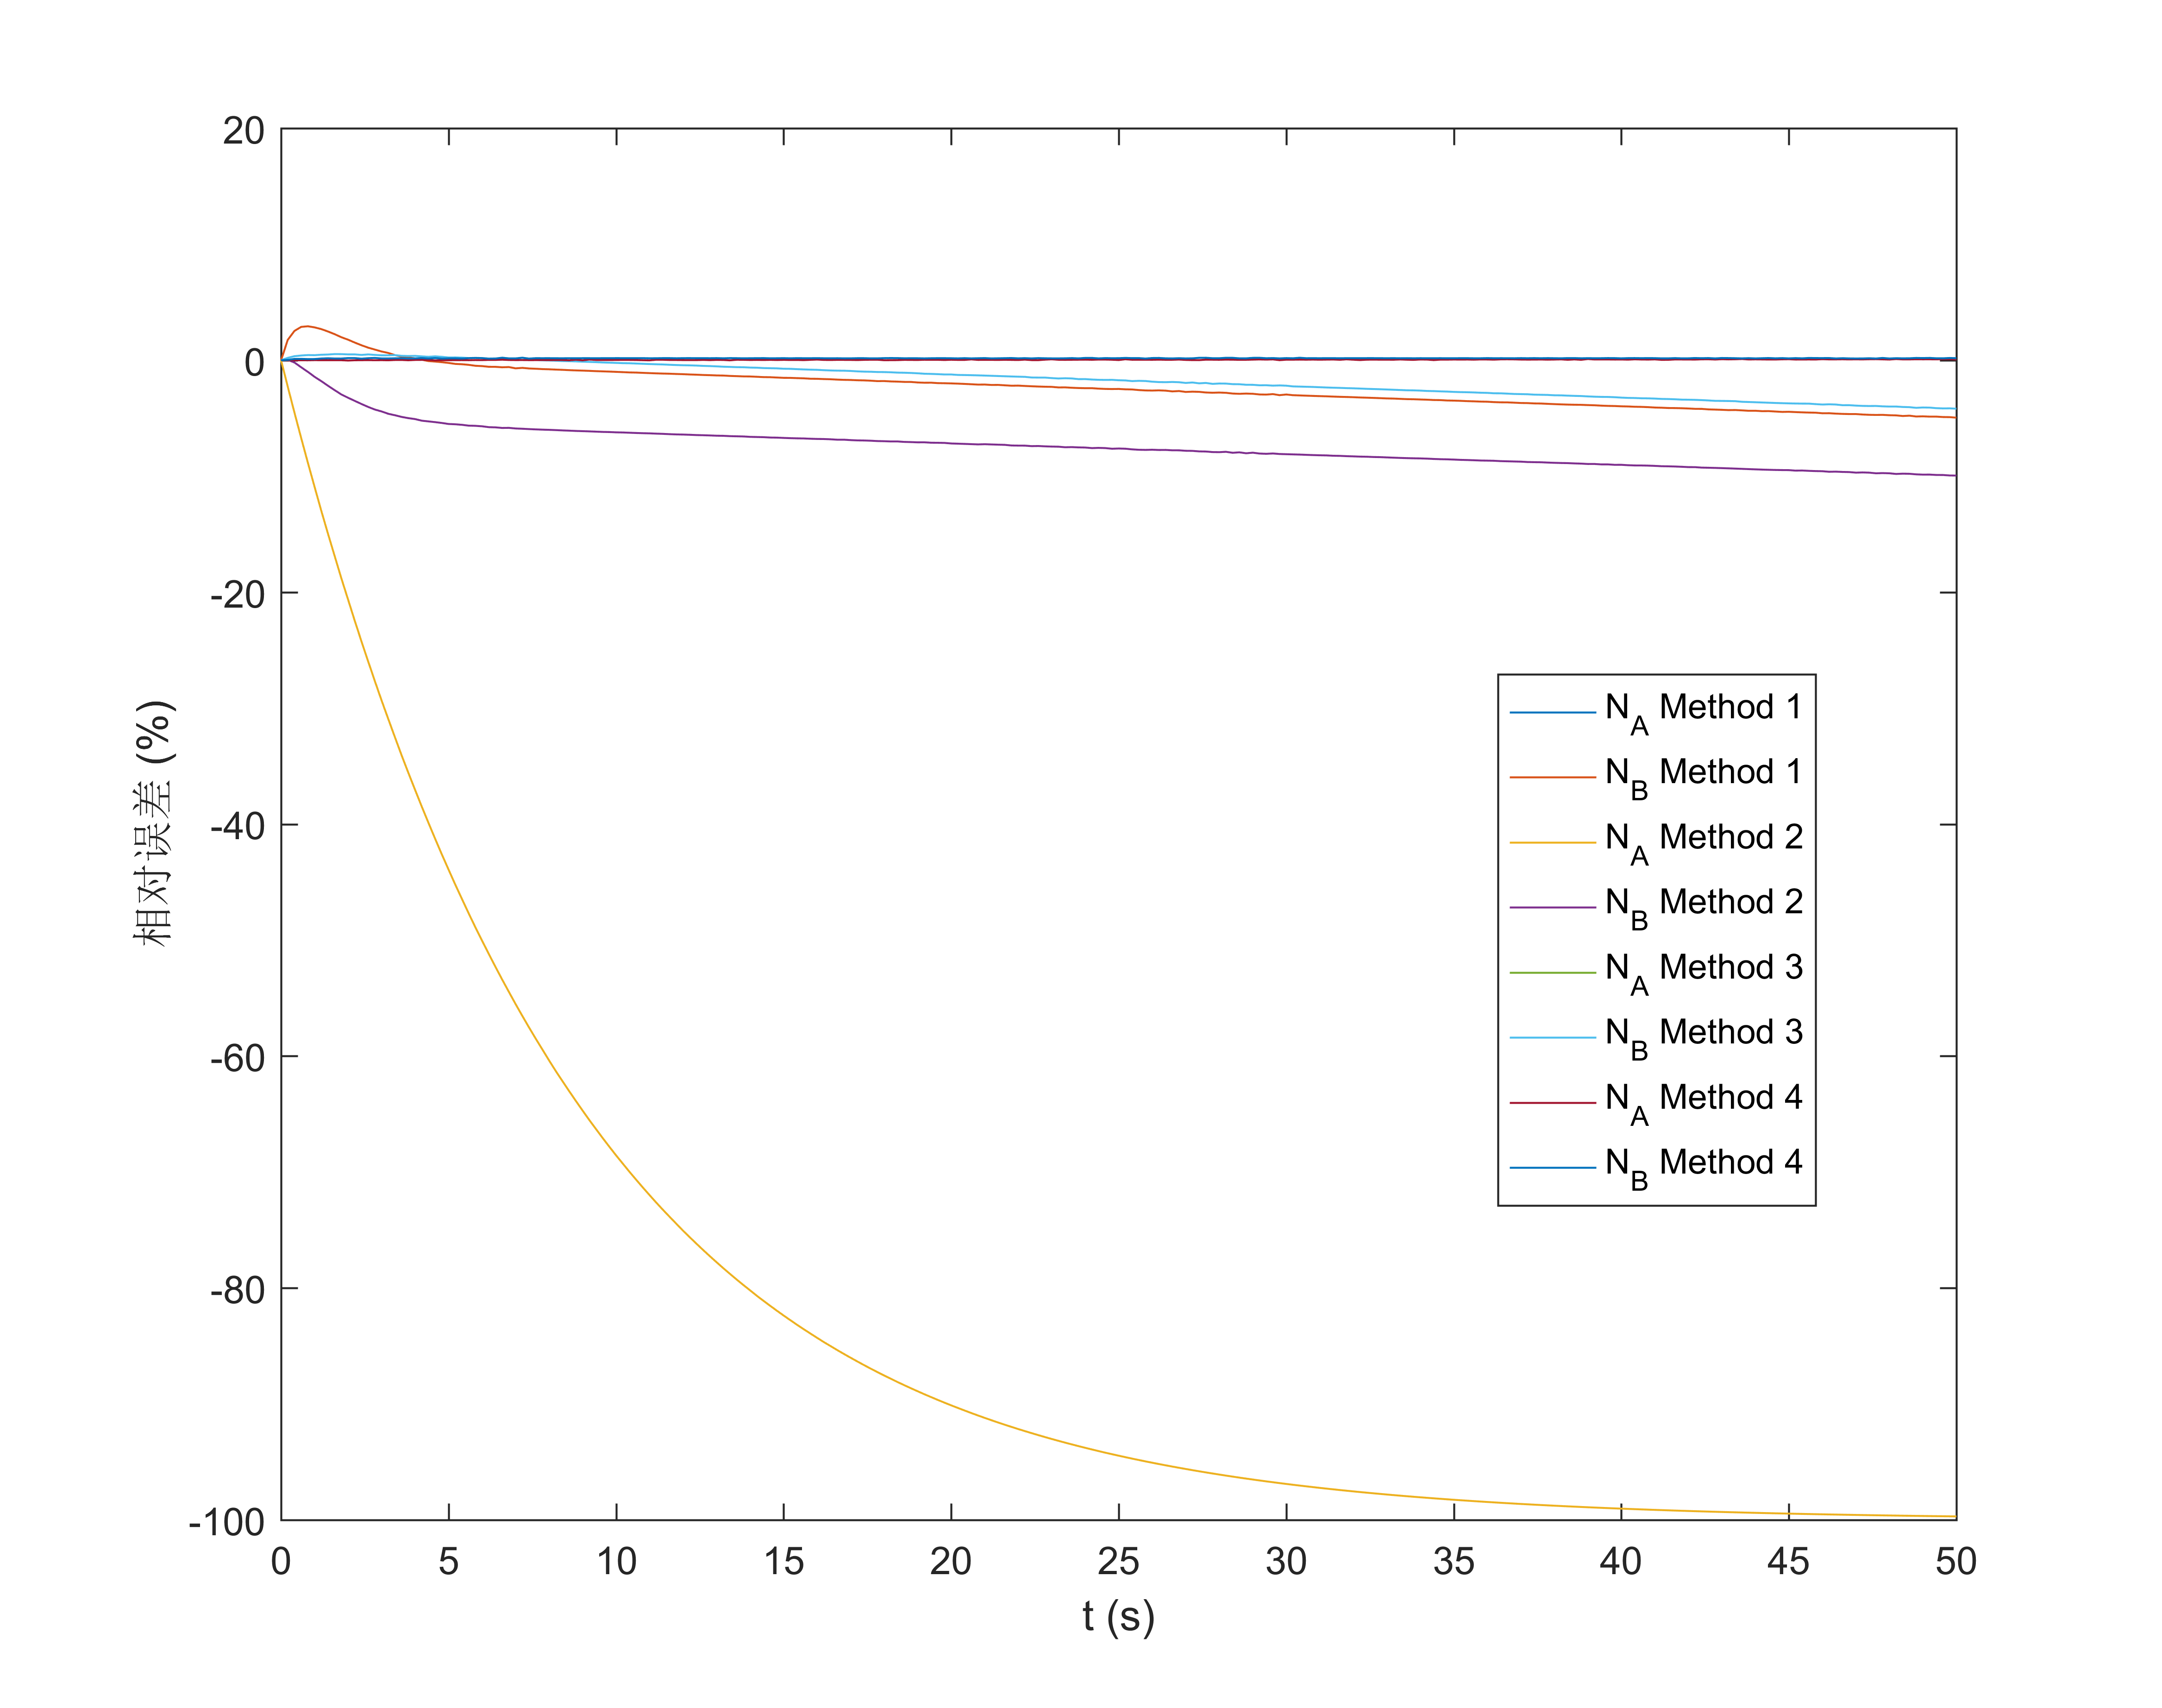 20
0
-20
-40
-60
-80
-100
相对误差 (%)
0 5 10 15 20 25 30 35 40 45 50
t (s)
N_A Method 1
N_B Method 1
N_A Method 2
N_B Method 2
N_A Method 3
N_B Method 3
N_A Method 4
N_B Method 4